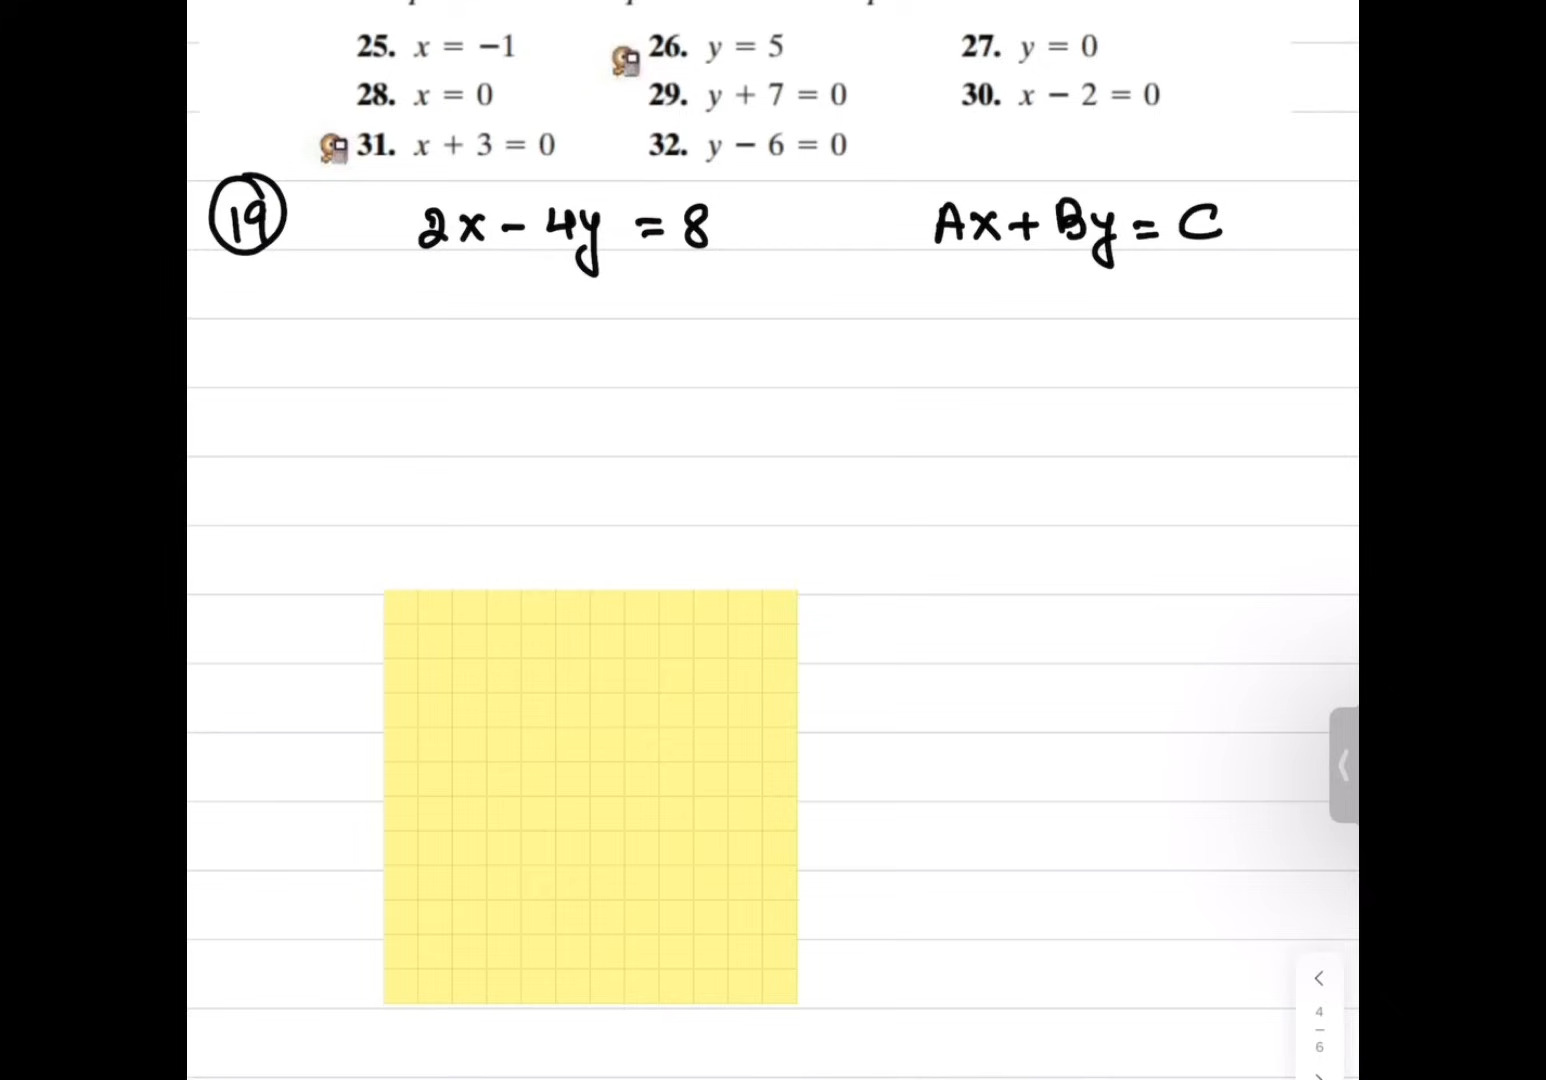 25. x = −1 26. y = 5 27. y = 0
28. x = 0 29. y + 7 = 0 30. x − 2 = 0
31. x + 3 = 0 32. y − 6 = 0
19 2x - 4y = 8 Ax + By = C
4
6